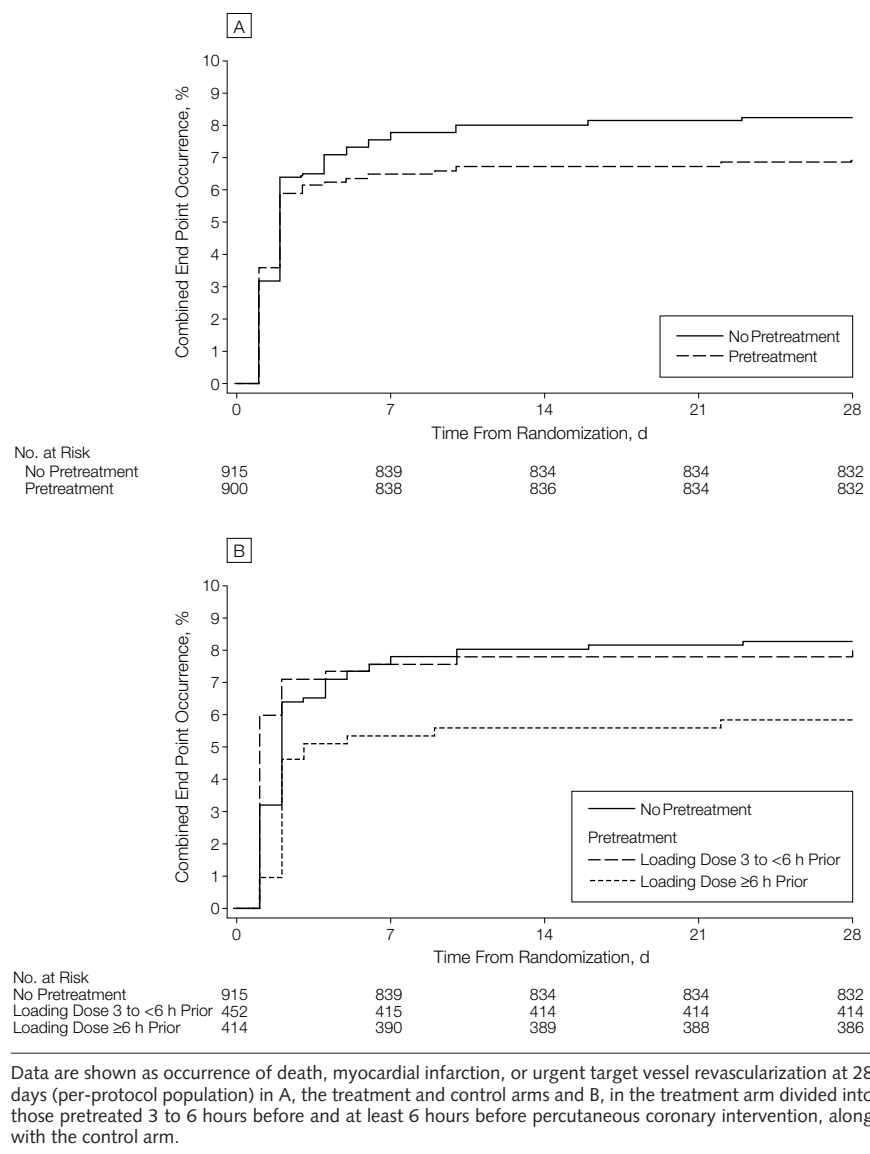 A
10
9
8
7
6
5
4
3
2
1
0
Combined End Point Occurrence, %
No Pretreatment
Pretreatment
0 7 14 21 28
Time From Randomization, d
No. at Risk
No Pretreatment 915 839 834 834 832
Pretreatment 900 838 836 834 832
B
10
9
8
7
6
5
4
3
2
1
0
Combined End Point Occurrence, %
No Pretreatment
Pretreatment
Loading Dose 3 to <6 h Prior
Loading Dose ≥6 h Prior
0 7 14 21 28
Time From Randomization, d
No. at Risk
No Pretreatment 915 839 834 834 832
Loading Dose 3 to <6 h Prior 452 415 414 414 414
Loading Dose ≥6 h Prior 414 390 389 388 386
Data are shown as occurrence of death, myocardial infarction, or urgent target vessel revascularization at 28
days (per-protocol population) in A, the treatment and control arms and B, in the treatment arm divided into
those pretreated 3 to 6 hours before and at least 6 hours before percutaneous coronary intervention, along
with the control arm.